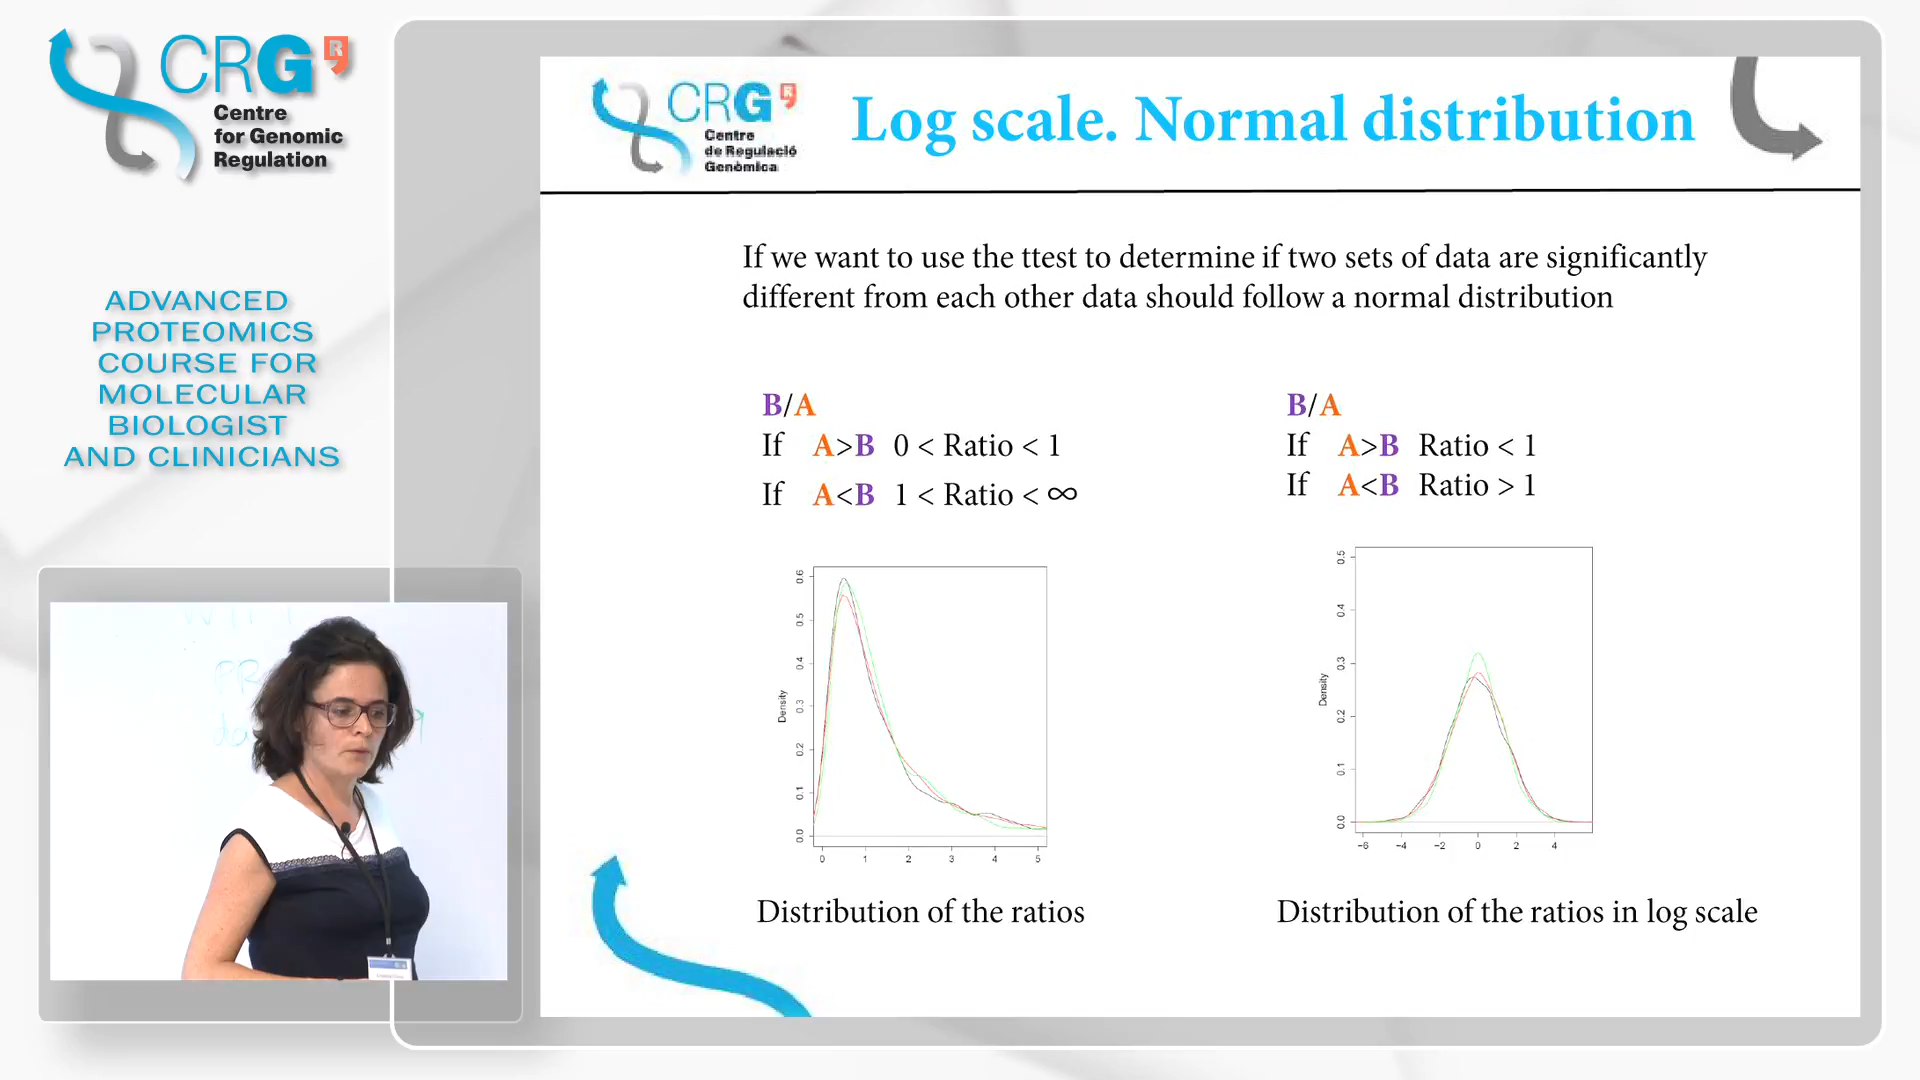 CRG R
Centre
for Genomic
Regulation
ADVANCED
PROTEOMICS
COURSE FOR
MOLECULAR
BIOLOGIST
AND CLINICIANS
CRG
Centre
de Regulació
Genòmica
Log scale. Normal distribution
If we want to use the ttest to determine if two sets of data are significantly
different from each other data should follow a normal distribution
B/A
If A>B 0 < Ratio < 1
If A<B 1 < Ratio < ∞
B/A
If A>B Ratio < 1
If A<B Ratio > 1
Density
0.6
0.5
0.4
0.3
0.2
0.1
0.0
0 1 2 3 4 5
Distribution of the ratios
Density
0.5
0.4
0.3
0.2
0.1
0.0
-6 -4 -2 0 2 4
Distribution of the ratios in log scale